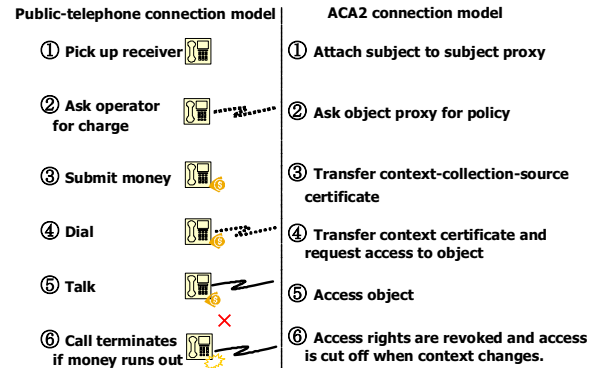 Public-telephone connection model
① Pick up receiver
② Ask operator
for charge
③ Submit money
④ Dial
⑤ Talk
⑥ Call terminates
if money runs out
ACA2 connection model
① Attach subject to subject proxy
② Ask object proxy for policy
③ Transfer context-collection-source
certificate
④ Transfer context certificate and
request access to object
⑤ Access object
⑥ Access rights are revoked and access
is cut off when context changes.